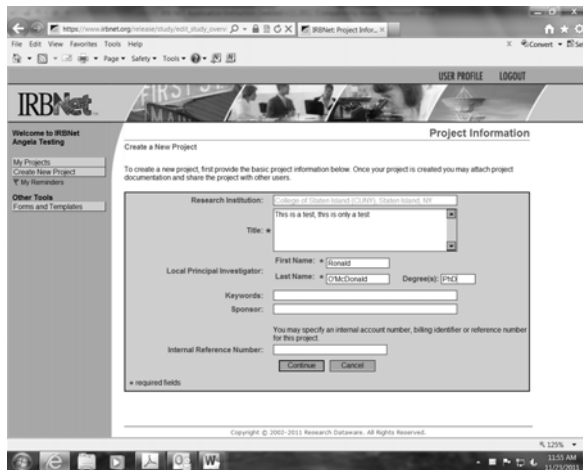 https://www.irbnet.org/release/study/edit_study_overvi
IRBNet: Project Infor...
File Edit View Favorites Tools Help
Convert
Page Safety Tools
USER PROFILE LOGOUT
IRBNet
FIRST
Project Information
Welcome to IRBNet
Angela Testing
My Projects
Create New Project
My Reminders
Other Tools
Forms and Templates
Create a New Project
To create a new project, first provide the basic project information below. Once your project is created you may attach project
documentation and share the project with other users.
Research Institution: College of Staten Island (CUNY), Staten Island, NY
Title: * This is a test, this is only a test
Local Principal Investigator:
First Name: * Ronald
Last Name: * O'McDonald Degree(s): PhD
Keywords:
Sponsor:
You may specify an internal account number, billing identifier or reference number
for this project.
Internal Reference Number:
Continue Cancel
* required fields
Copyright © 2002-2011 Research Dataware. All Rights Reserved.
125%
11:55 AM
11/23/2011